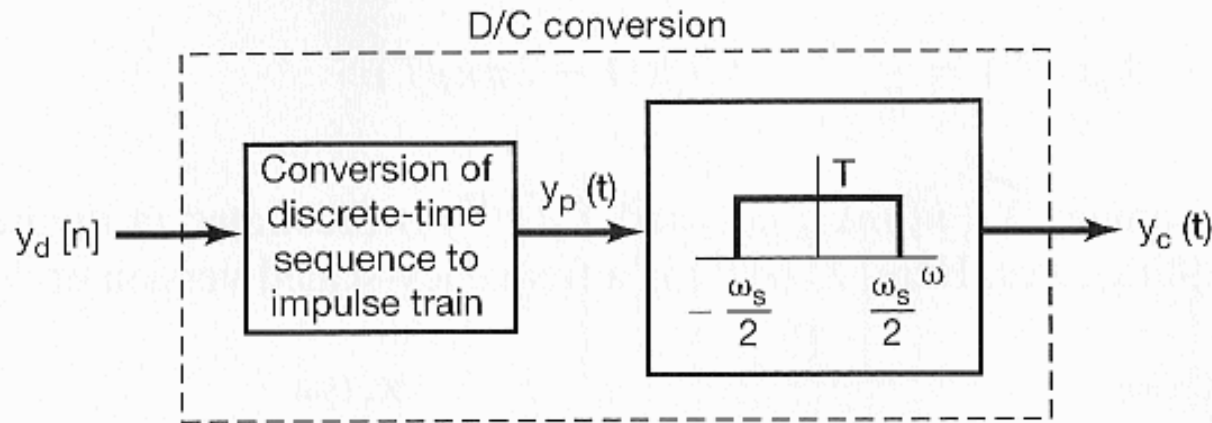 D/C conversion
y_d [n]
Conversion of
discrete-time
sequence to
impulse train
y_p (t)
T
ω
- ω_s/2
ω_s/2
y_c (t)